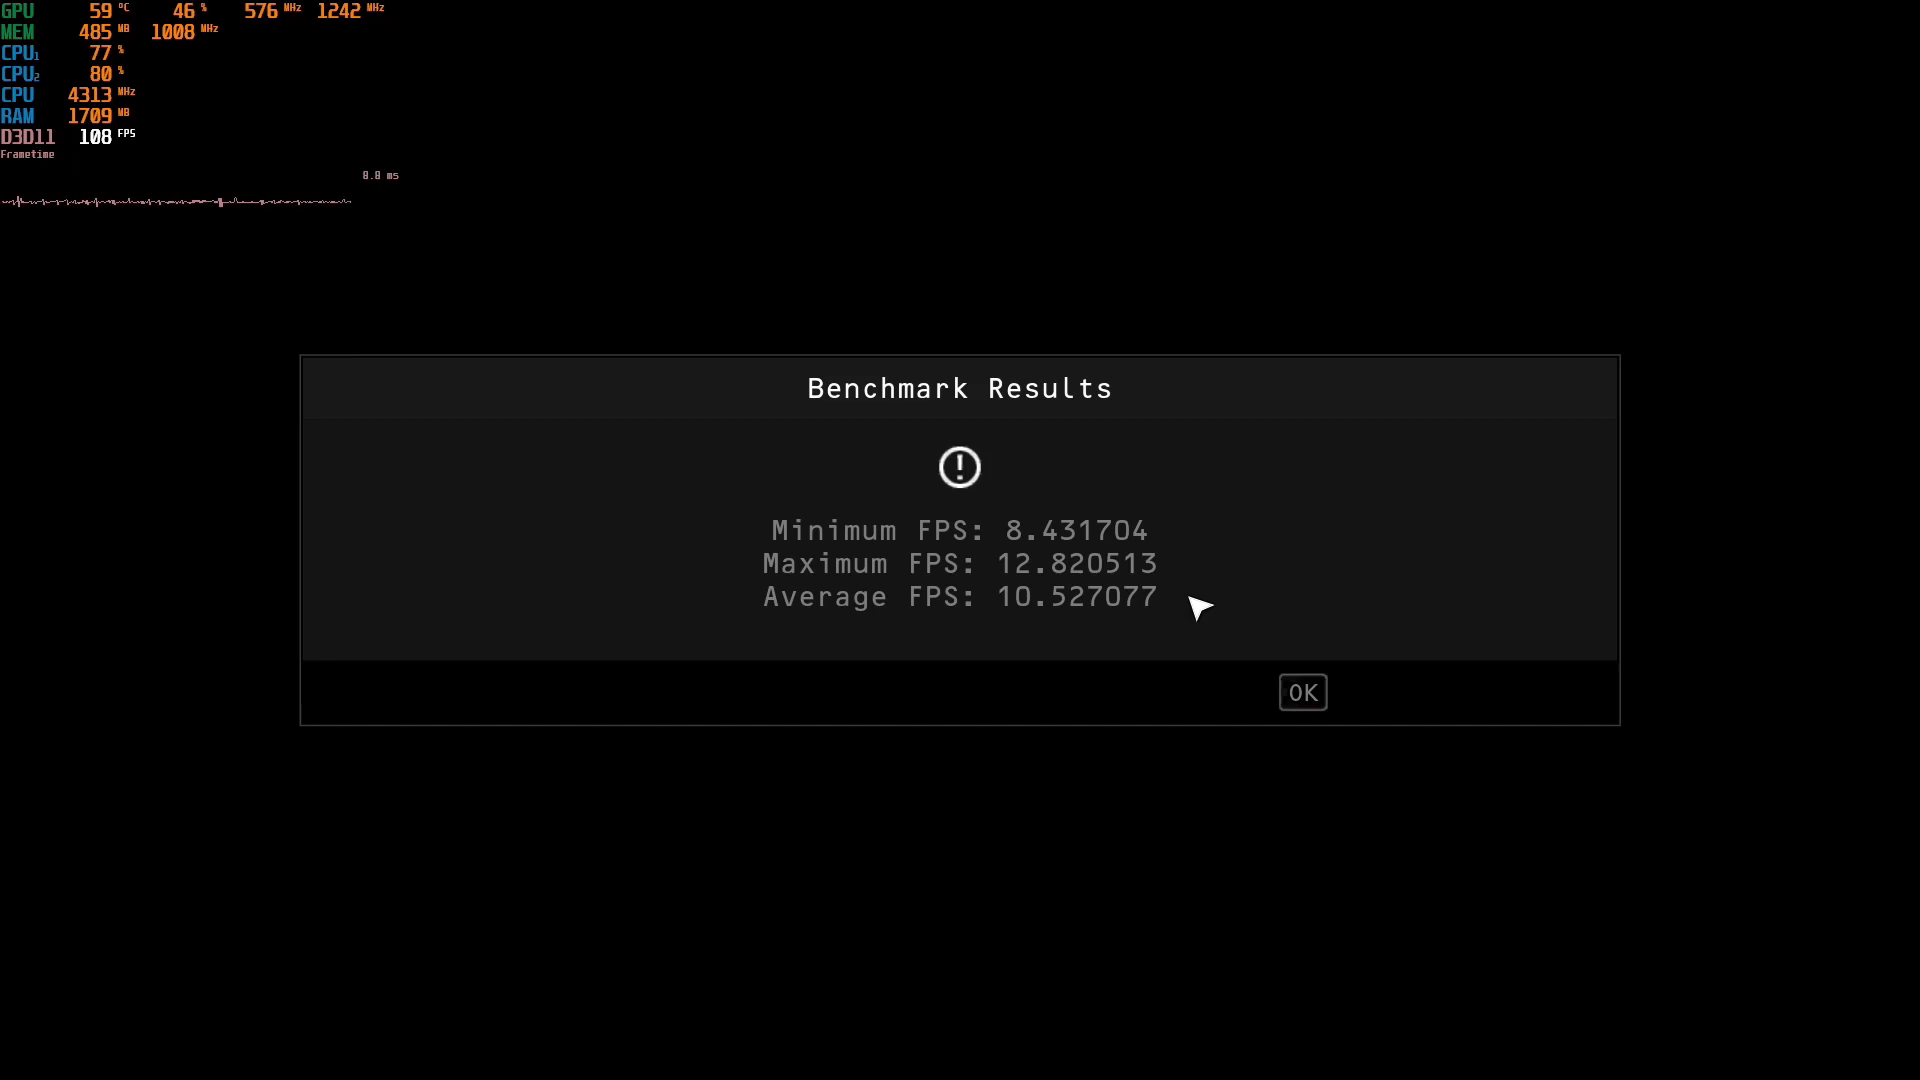 GPU 59 °C 46 % 576 MHz 1242 MHz
MEM 485 MB 1008 MHz
CPU1 77 %
CPU2 80 %
CPU 4313 MHz
RAM 1709 MB
D3D11 108 FPS
Frametime
8.8 ms
Benchmark Results
Minimum FPS: 8.431704
Maximum FPS: 12.820513
Average FPS: 10.527077
OK